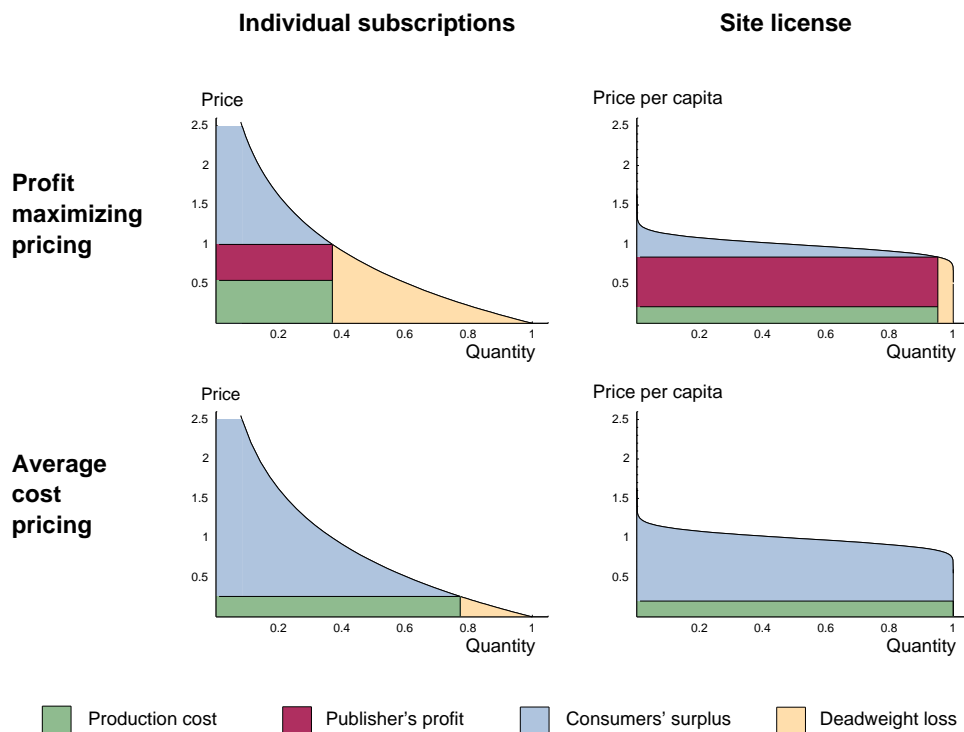 Individual subscriptions
Site license
Profit
maximizing
pricing
Price
2.5
2
1.5
1
0.5
0.2
0.4
0.6
0.8
1
Quantity
Price per capita
2.5
2
1.5
1
0.5
0.2
0.4
0.6
0.8
1
Quantity
Average
cost
pricing
Price
2.5
2
1.5
1
0.5
0.2
0.4
0.6
0.8
1
Quantity
Price per capita
2.5
2
1.5
1
0.5
0.2
0.4
0.6
0.8
1
Quantity
Production cost
Publisher's profit
Consumers' surplus
Deadweight loss